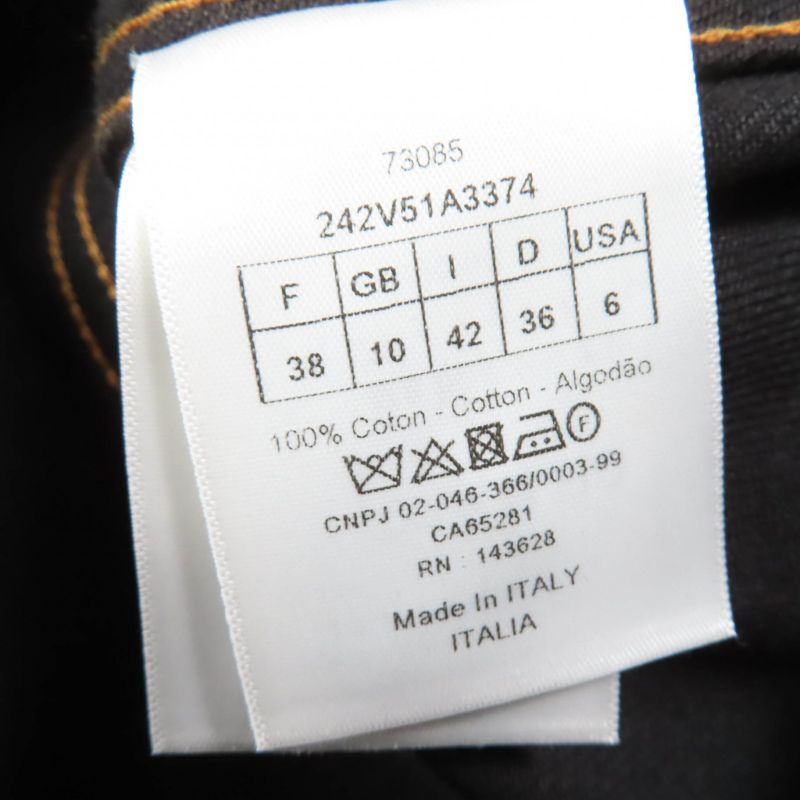 73085
242V51A3374
F GB I D USA
38 10 42 36 6
100% Coton - Cotton - Algodão
F
CNPJ 02-046-366/0003-99
CA65281
RN : 143628
Made In ITALY
ITALIA